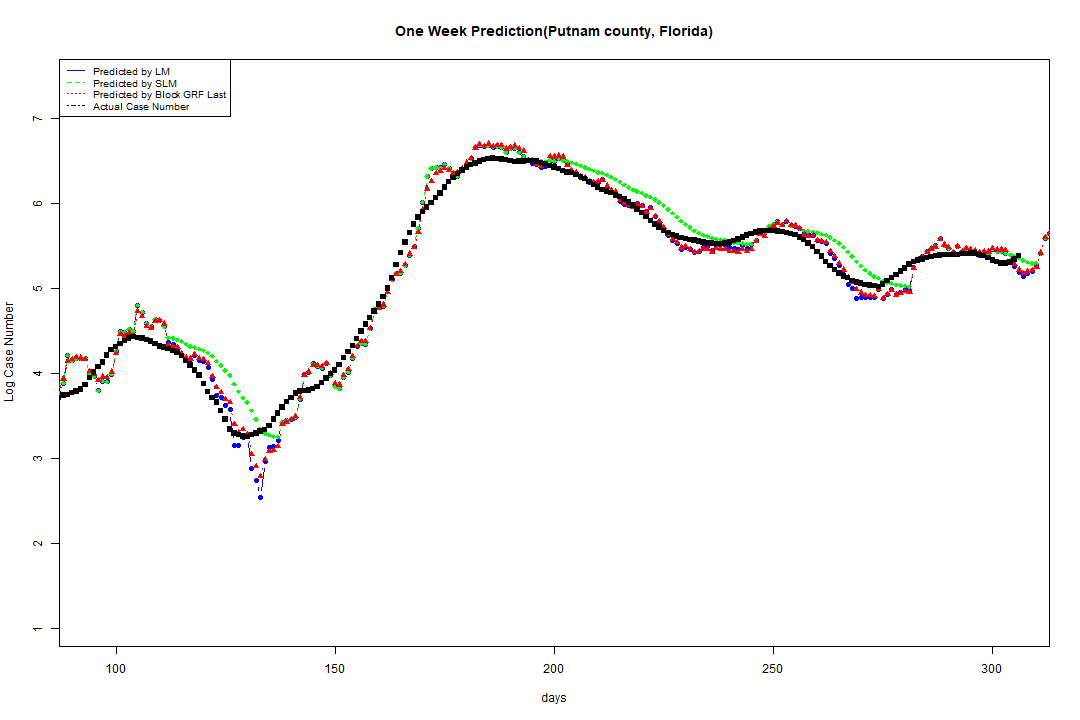 One Week Prediction(Putnam county, Florida)
Predicted by LM
Predicted by SLM
Predicted by Block GRF Last
Actual Case Number
7
6
5
4
3
2
1
Log Case Number
100 150 200 250 300
days